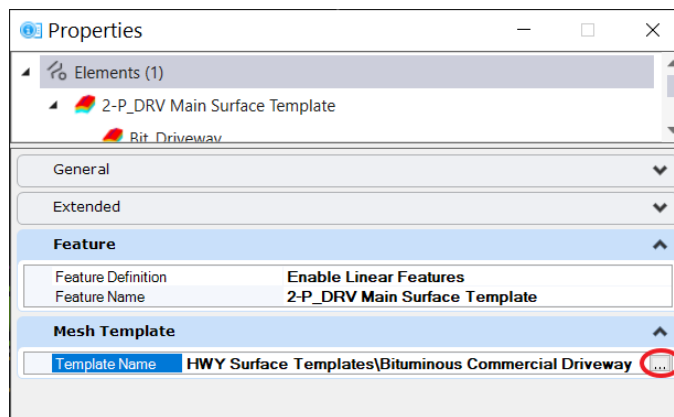 Properties
Elements (1)
2-P_DRV Main Surface Template
Bit_Driveway
General
Extended
Feature
Feature Definition Enable Linear Features
Feature Name 2-P_DRV Main Surface Template
Mesh Template
Template Name HWY Surface Templates\Bituminous Commercial Driveway ...